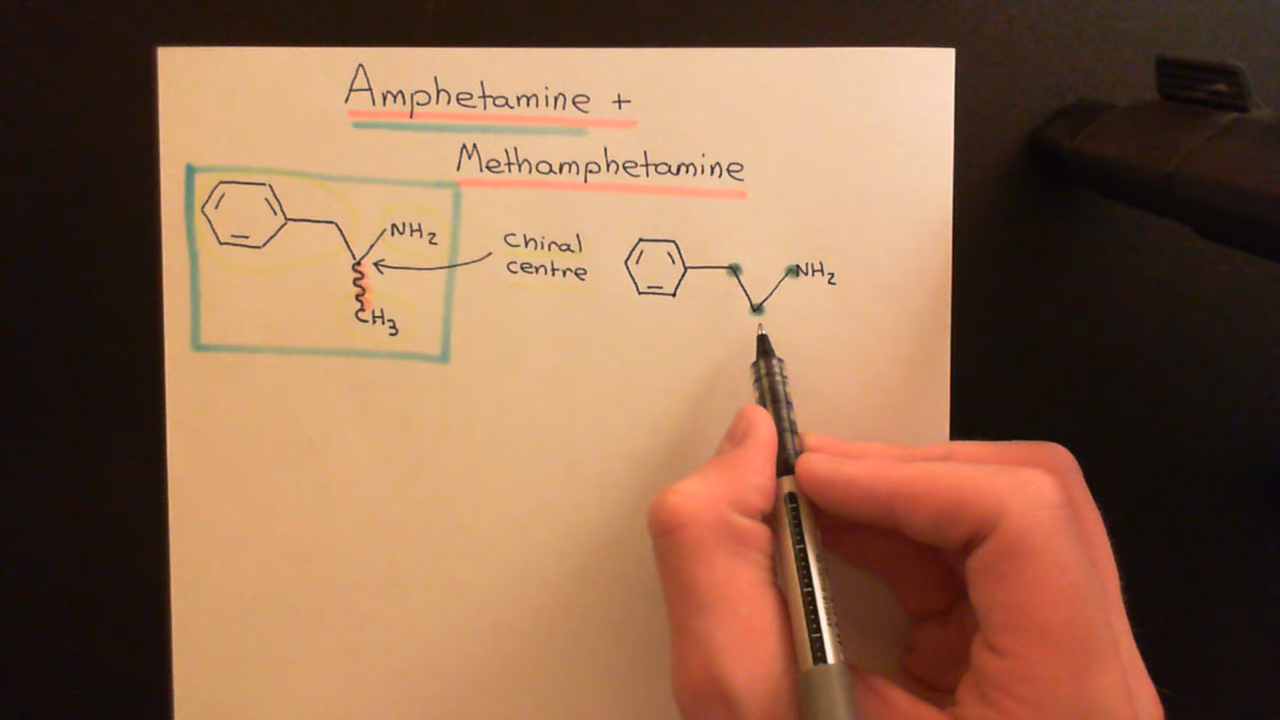 Amphetamine +
Methamphetamine
NH2
CH3
Chiral
centre
NH2